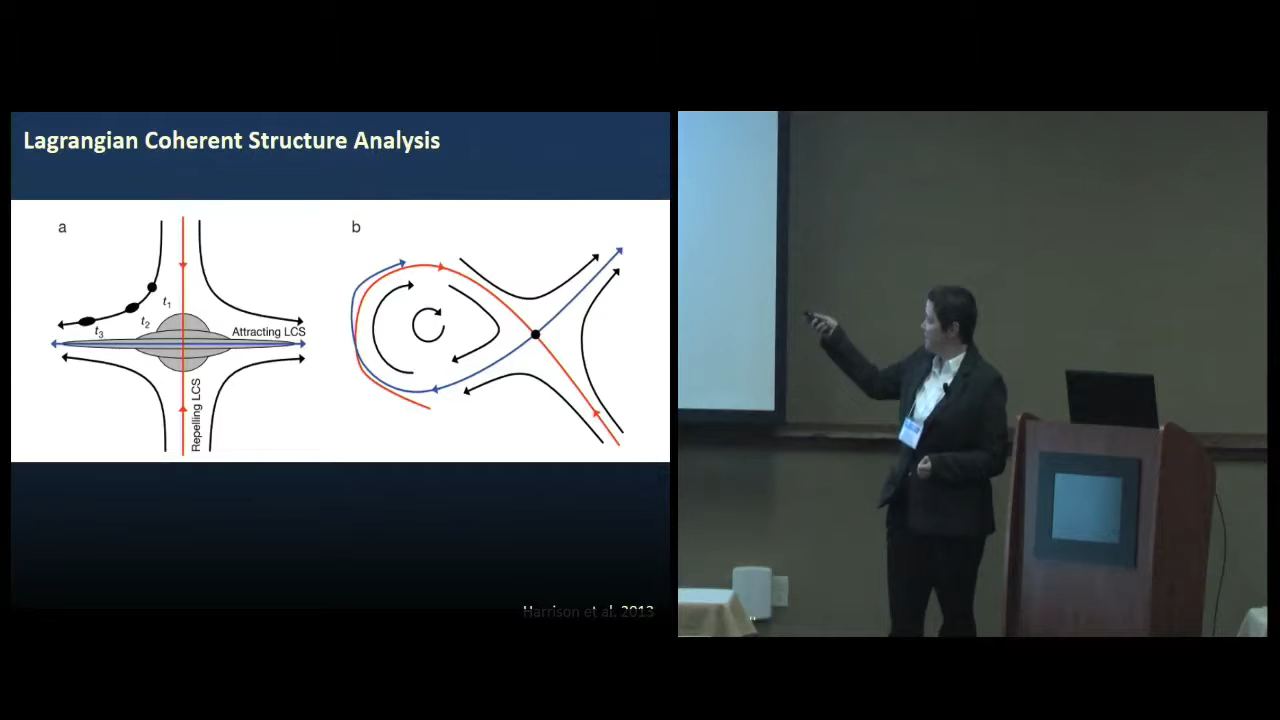 Lagrangian Coherent Structure Analysis
a
b
t1
t2
t3
Attracting LCS
Repelling LCS
Harrison et al. 2013